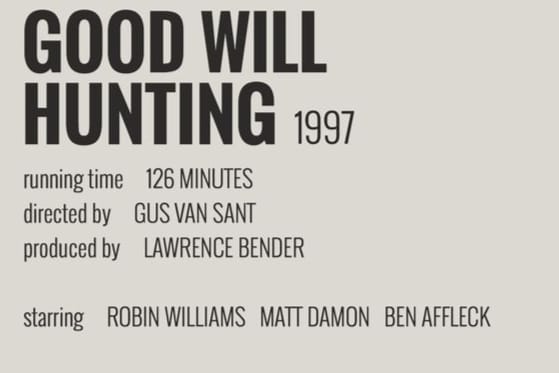 GOOD WILL
HUNTING 1997
running time 126 MINUTES
directed by GUS VAN SANT
produced by LAWRENCE BENDER
starring ROBIN WILLIAMS MATT DAMON BEN AFFLECK